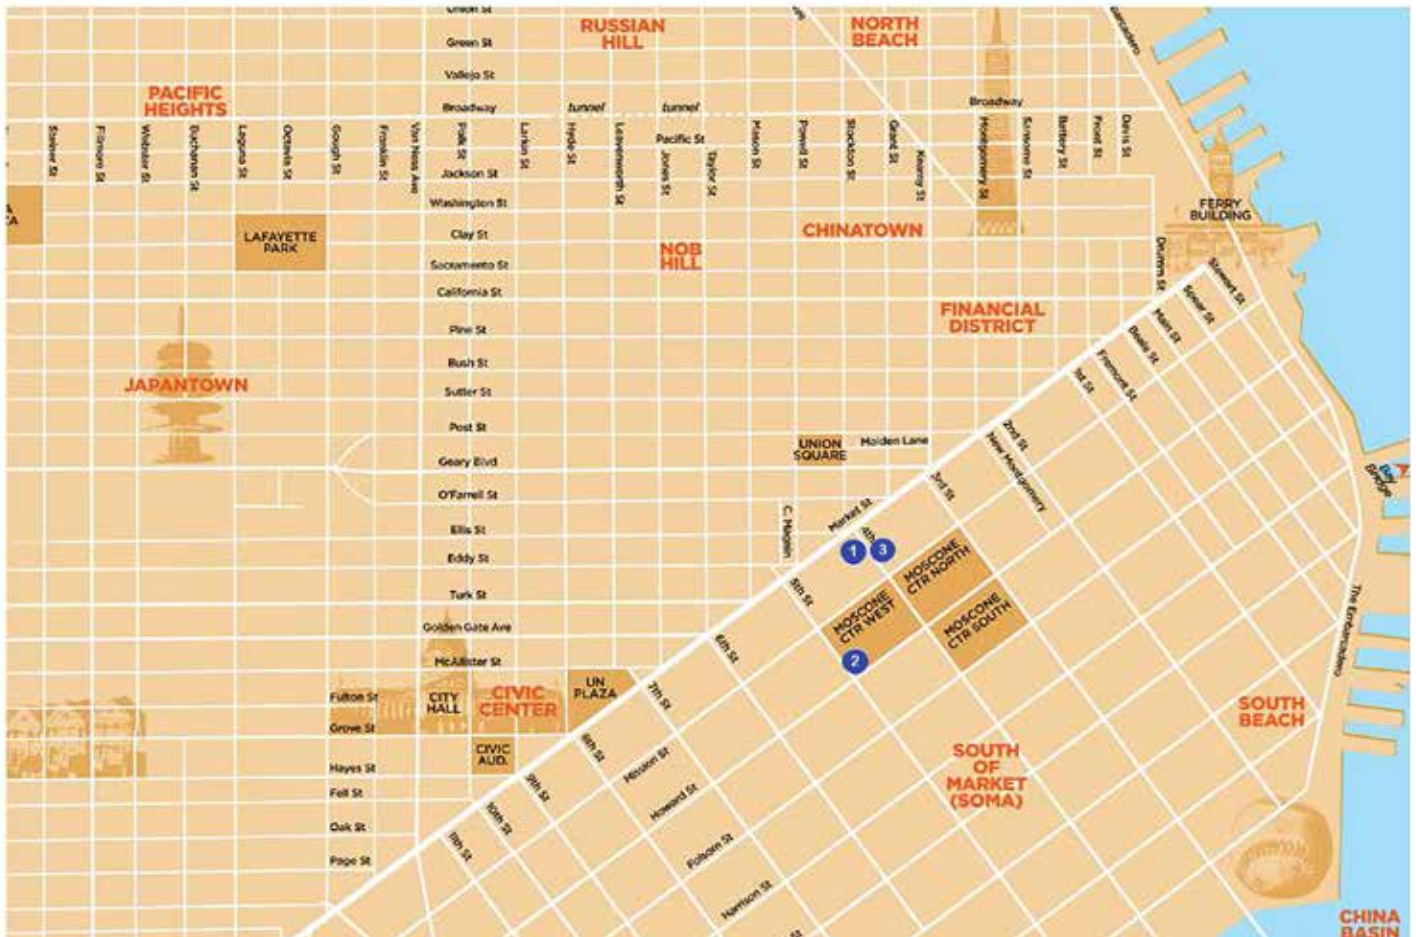 Union St
RUSSIAN
HILL
NORTH
BEACH
Green St
Vallejo St
PACIFIC
HEIGHTS
Broadway
tunnel
tunnel
Broadway
Steiner St
Fillmore St
Webster St
Buchanan St
Laguna St
Octavia St
Gough St
Franklin St
Van Ness Ave
Polk St
Larkin St
Hyde St
Leavenworth St
Pacific St
Jones St
Taylor St
Mason St
Powell St
Stockton St
Grant St
Kearny St
Montgomery St
Sansome St
Battery St
Front St
Davis St
Jackson St
Washington St
FERRY
BUILDING
LAFAYETTE
PARK
Clay St
CHINATOWN
NOB
HILL
Sacramento St
Drumm St
California St
FINANCIAL
DISTRICT
Stewart St
Spear St
Main St
Beale St
Fremont St
1st St
Pine St
Bush St
JAPANTOWN
Sutter St
Post St
UNION
SQUARE
Maiden Lane
2nd St
New Montgomery
Geary Blvd
Bay
Bridge
3rd St
O'Farrell St
Market St
C. Magnin
Ellis St
4th
1
3
Eddy St
MOSCONE
CTR NORTH
5th St
Turk St
MOSCONE
CTR WEST
MOSCONE
CTR SOUTH
The Embarcadero
Golden Gate Ave
6th St
McAllister St
2
UN
PLAZA
Fulton St
CITY
HALL
CIVIC
CENTER
7th St
SOUTH
BEACH
Grove St
CIVIC
AUD.
8th St
Mission St
SOUTH
OF
MARKET
(SOMA)
Hayes St
9th St
Howard St
Fell St
10th St
Oak St
11th St
Folsom St
Page St
Harrison St
CHINA
BASIN